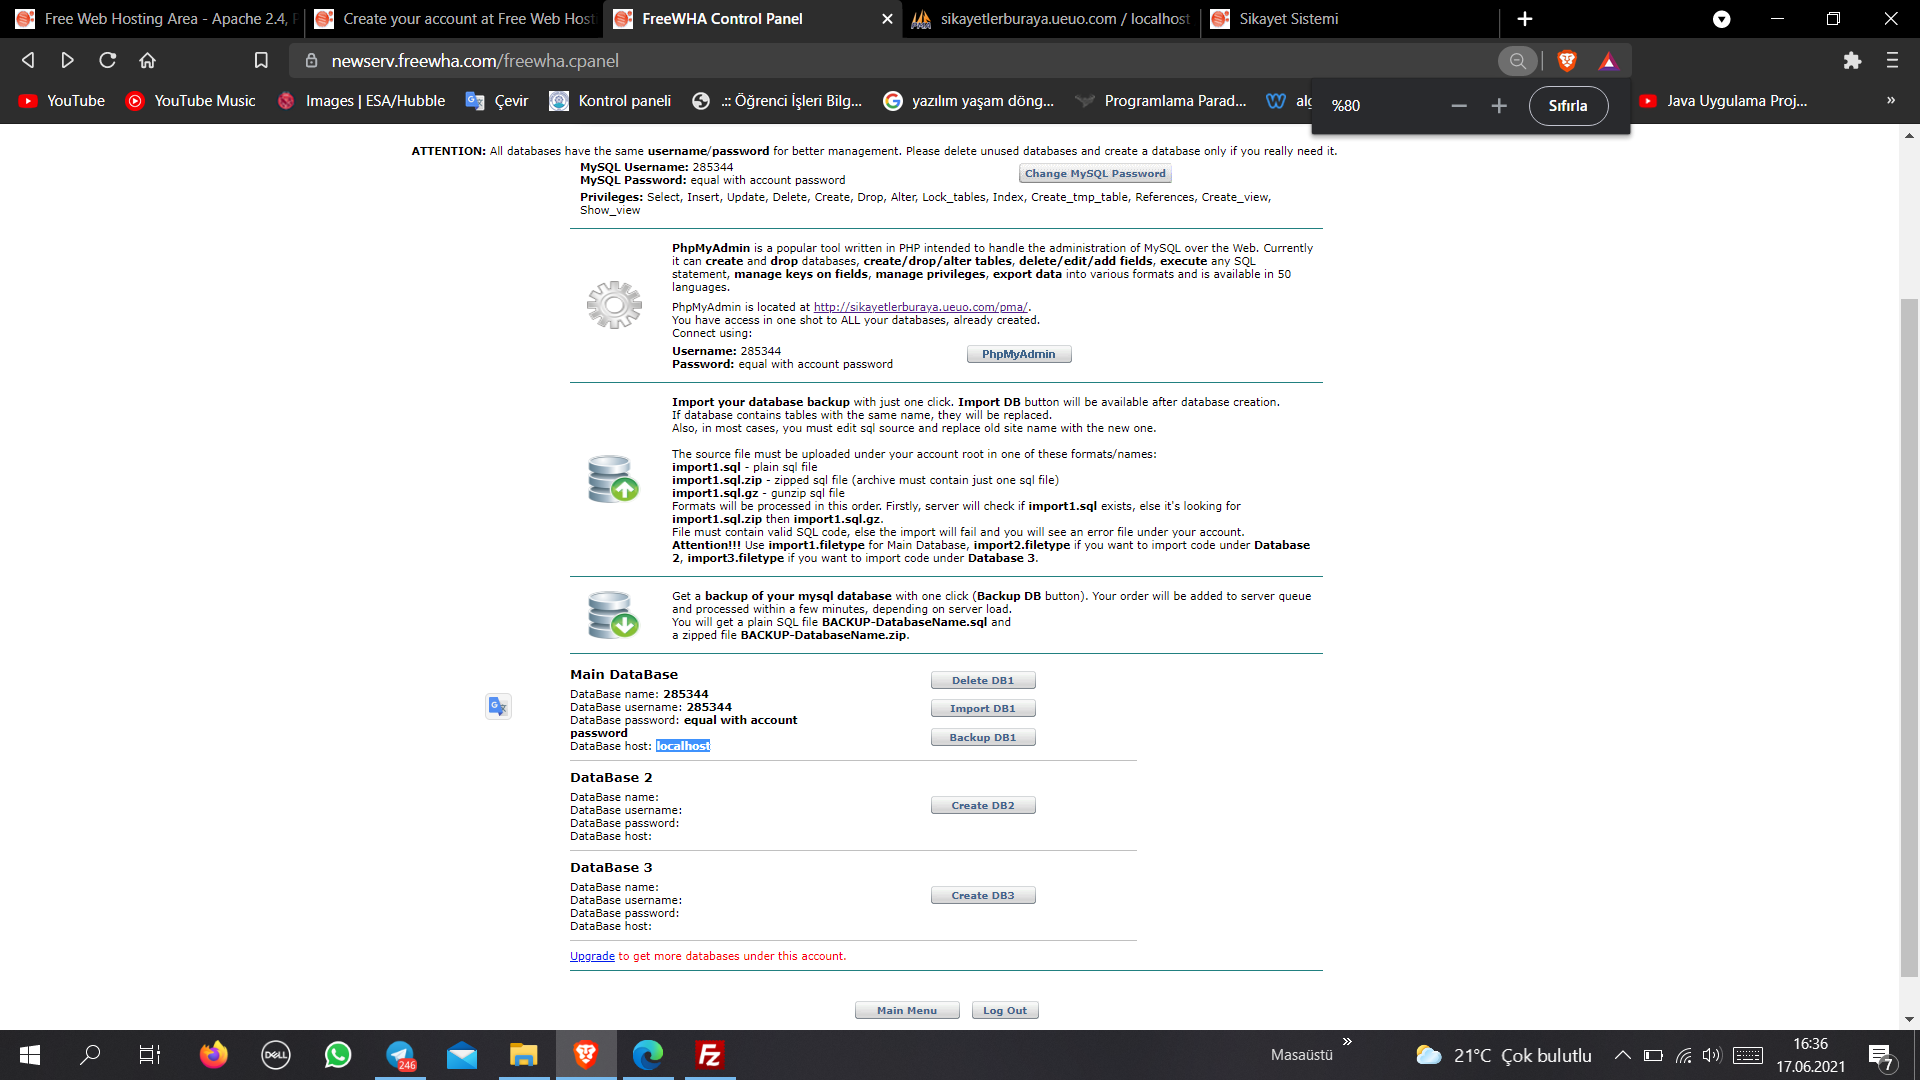 Free Web Hosting Area - Apache 2.4,
Create your account at Free Web Hosti
FreeWHA Control Panel
sikayetlerburaya.ueuo.com / localhost
Sikayet Sistemi
newserv.freewha.com/freewha.cpanel
YouTube
YouTube Music
Images | ESA/Hubble
Çevir
Kontrol paneli
.:: Öğrenci İşleri Bilg...
yazılım yaşam döng...
Programlama Parad...
Java Uygulama Proj...
»
%80
Sıfırla
ATTENTION: All databases have the same username/password for better management. Please delete unused databases and create a database only if you really need it.
MySQL Username: 285344
MySQL Password: equal with account password
Change MySQL Password
Privileges: Select, Insert, Update, Delete, Create, Drop, Alter, Lock_tables, Index, Create_tmp_table, References, Create_view,
Show_view
PhpMyAdmin is a popular tool written in PHP intended to handle the administration of MySQL over the Web. Currently
it can create and drop databases, create/drop/alter tables, delete/edit/add fields, execute any SQL
statement, manage keys on fields, manage privileges, export data into various formats and is available in 50
languages.
PhpMyAdmin is located at http://sikayetlerburaya.ueuo.com/pma/.
You have access in one shot to ALL your databases, already created.
Connect using:
Username: 285344
Password: equal with account password
PhpMyAdmin
Import your database backup with just one click. Import DB button will be available after database creation.
If database contains tables with the same name, they will be replaced.
Also, in most cases, you must edit sql source and replace old site name with the new one.
The source file must be uploaded under your account root in one of these formats/names:
import1.sql - plain sql file
import1.sql.zip - zipped sql file (archive must contain just one sql file)
import1.sql.gz - gunzip sql file
Formats will be processed in this order. Firstly, server will check if import1.sql exists, else it's looking for
import1.sql.zip then import1.sql.gz.
File must contain valid SQL code, else the import will fail and you will see an error file under your account.
Attention!!! Use import1.filetype for Main Database, import2.filetype if you want to import code under Database
2, import3.filetype if you want to import code under Database 3.
Get a backup of your mysql database with one click (Backup DB button). Your order will be added to server queue
and processed within a few minutes, depending on server load.
You will get a plain SQL file BACKUP-DatabaseName.sql and
a zipped file BACKUP-DatabaseName.zip.
Main DataBase
DataBase name: 285344
DataBase username: 285344
DataBase password: equal with account
password
DataBase host: localhost
Delete DB1
Import DB1
Backup DB1
DataBase 2
DataBase name:
DataBase username:
DataBase password:
DataBase host:
Create DB2
DataBase 3
DataBase name:
DataBase username:
DataBase password:
DataBase host:
Create DB3
Upgrade to get more databases under this account.
Main Menu
Log Out
DELL
246
Masaüstü
»
21°C Çok bulutlu
16:36
17.06.2021
7